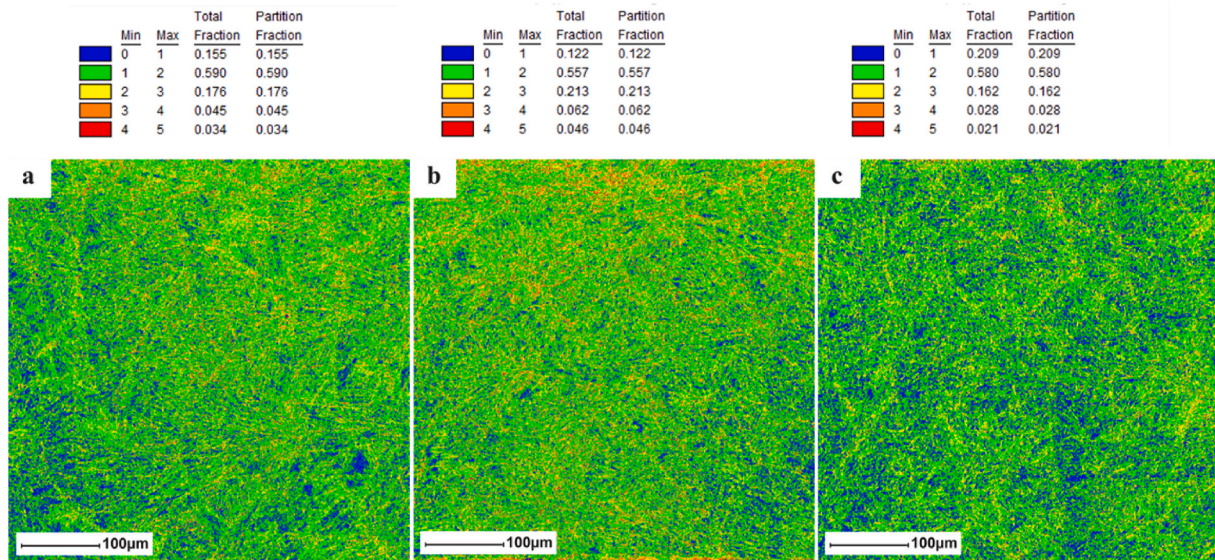 Total Partition
Min Max Fraction Fraction
0 1 0.155 0.155
1 2 0.590 0.590
2 3 0.176 0.176
3 4 0.045 0.045
4 5 0.034 0.034
Total Partition
Min Max Fraction Fraction
0 1 0.122 0.122
1 2 0.557 0.557
2 3 0.213 0.213
3 4 0.062 0.062
4 5 0.046 0.046
Total Partition
Min Max Fraction Fraction
0 1 0.209 0.209
1 2 0.580 0.580
2 3 0.162 0.162
3 4 0.028 0.028
4 5 0.021 0.021
a
100µm
b
100µm
c
100µm